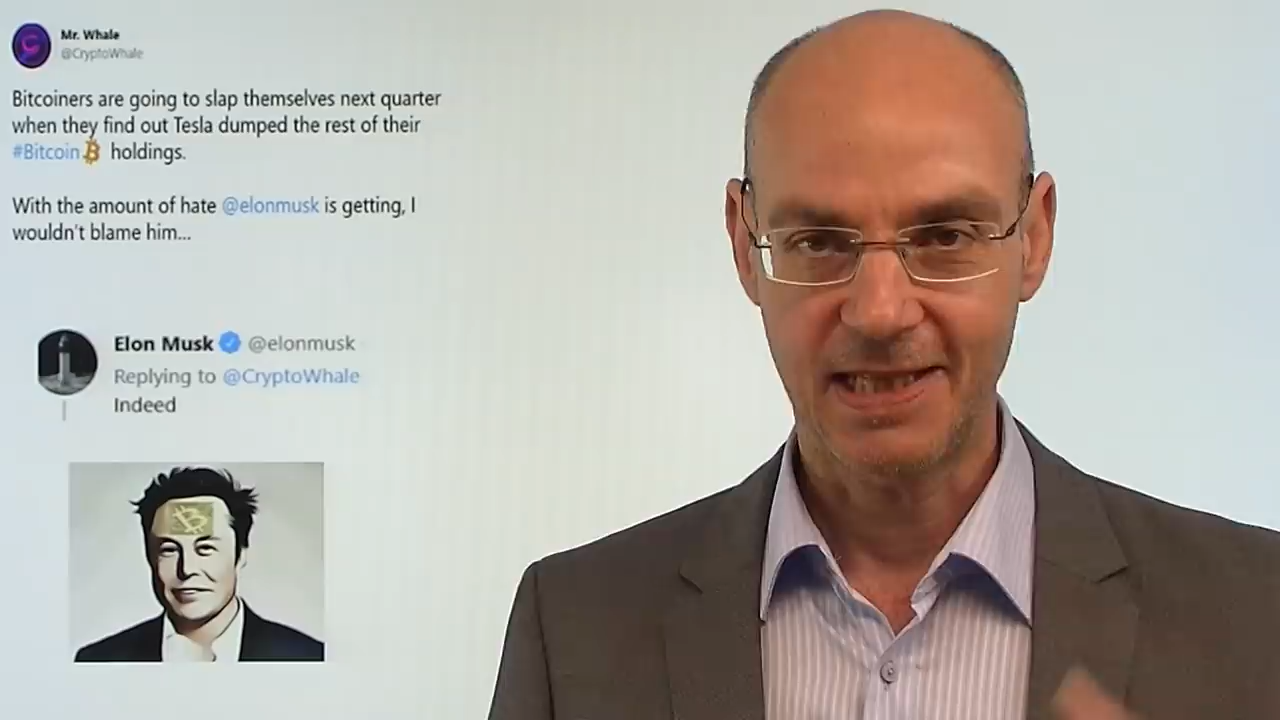 Mr. Whale
@CryptoWhale
Bitcoiners are going to slap themselves next quarter
when they find out Tesla dumped the rest of their
#Bitcoin₿ holdings.
With the amount of hate @elonmusk is getting, I
wouldn't blame him...
Elon Musk @elonmusk
Replying to @CryptoWhale
Indeed